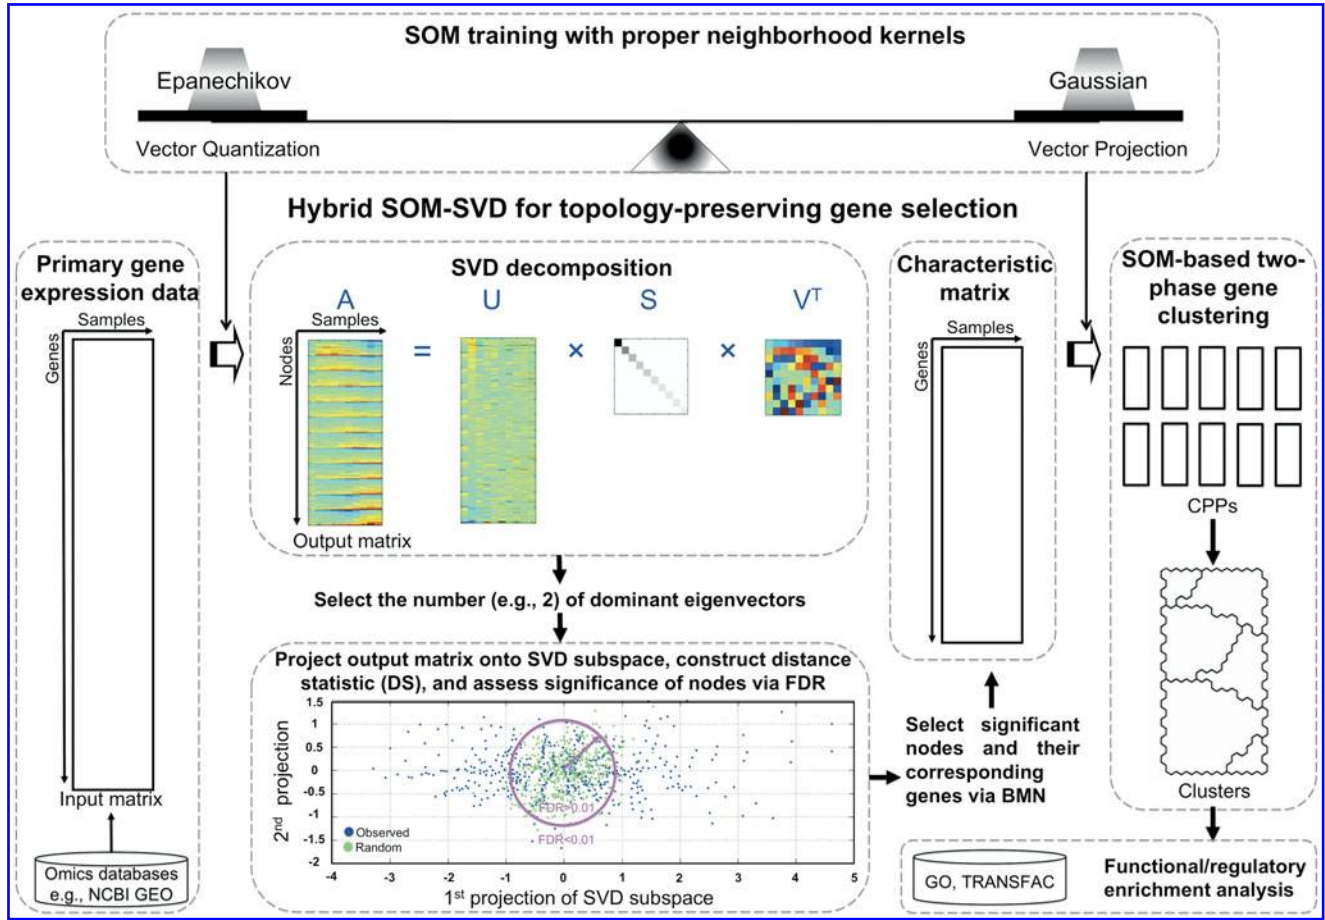 SOM training with proper neighborhood kernels
Epanechikov
Gaussian
Vector Quantization
Vector Projection
Hybrid SOM-SVD for topology-preserving gene selection
Primary gene
expression data
Samples
Genes
Input matrix
Omics databases
e.g., NCBI GEO
SVD decomposition
A
U
S
Vᵀ
Samples
=
×
×
Nodes
Output matrix
Select the number (e.g., 2) of dominant eigenvectors
Project output matrix onto SVD subspace, construct distance
statistic (DS), and assess significance of nodes via FDR
2nd projection
1.5
1
0.5
0
-0.5
-1
-1.5
-2
FDR>0.01
FDR<0.01
Observed
Random
-4 -3 -2 -1 0 1 2 3 4 5
1st projection of SVD subspace
Select significant
nodes and their
corresponding
genes via BMN
Characteristic
matrix
Samples
Genes
SOM-based two-
phase gene
clustering
CPPs
Clusters
GO, TRANSFAC
Functional/regulatory
enrichment analysis